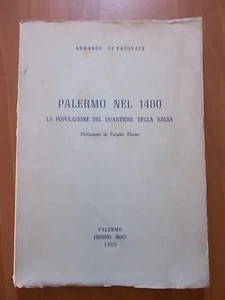 ARMANDO DI PASQUALE
PALERMO NEL 1480
LA POPOLAZIONE DEL QUARTIERE DELLA KALSA
Prefazione di Virgilio Titone
PALERMO
EDIZIONI MORI
1975